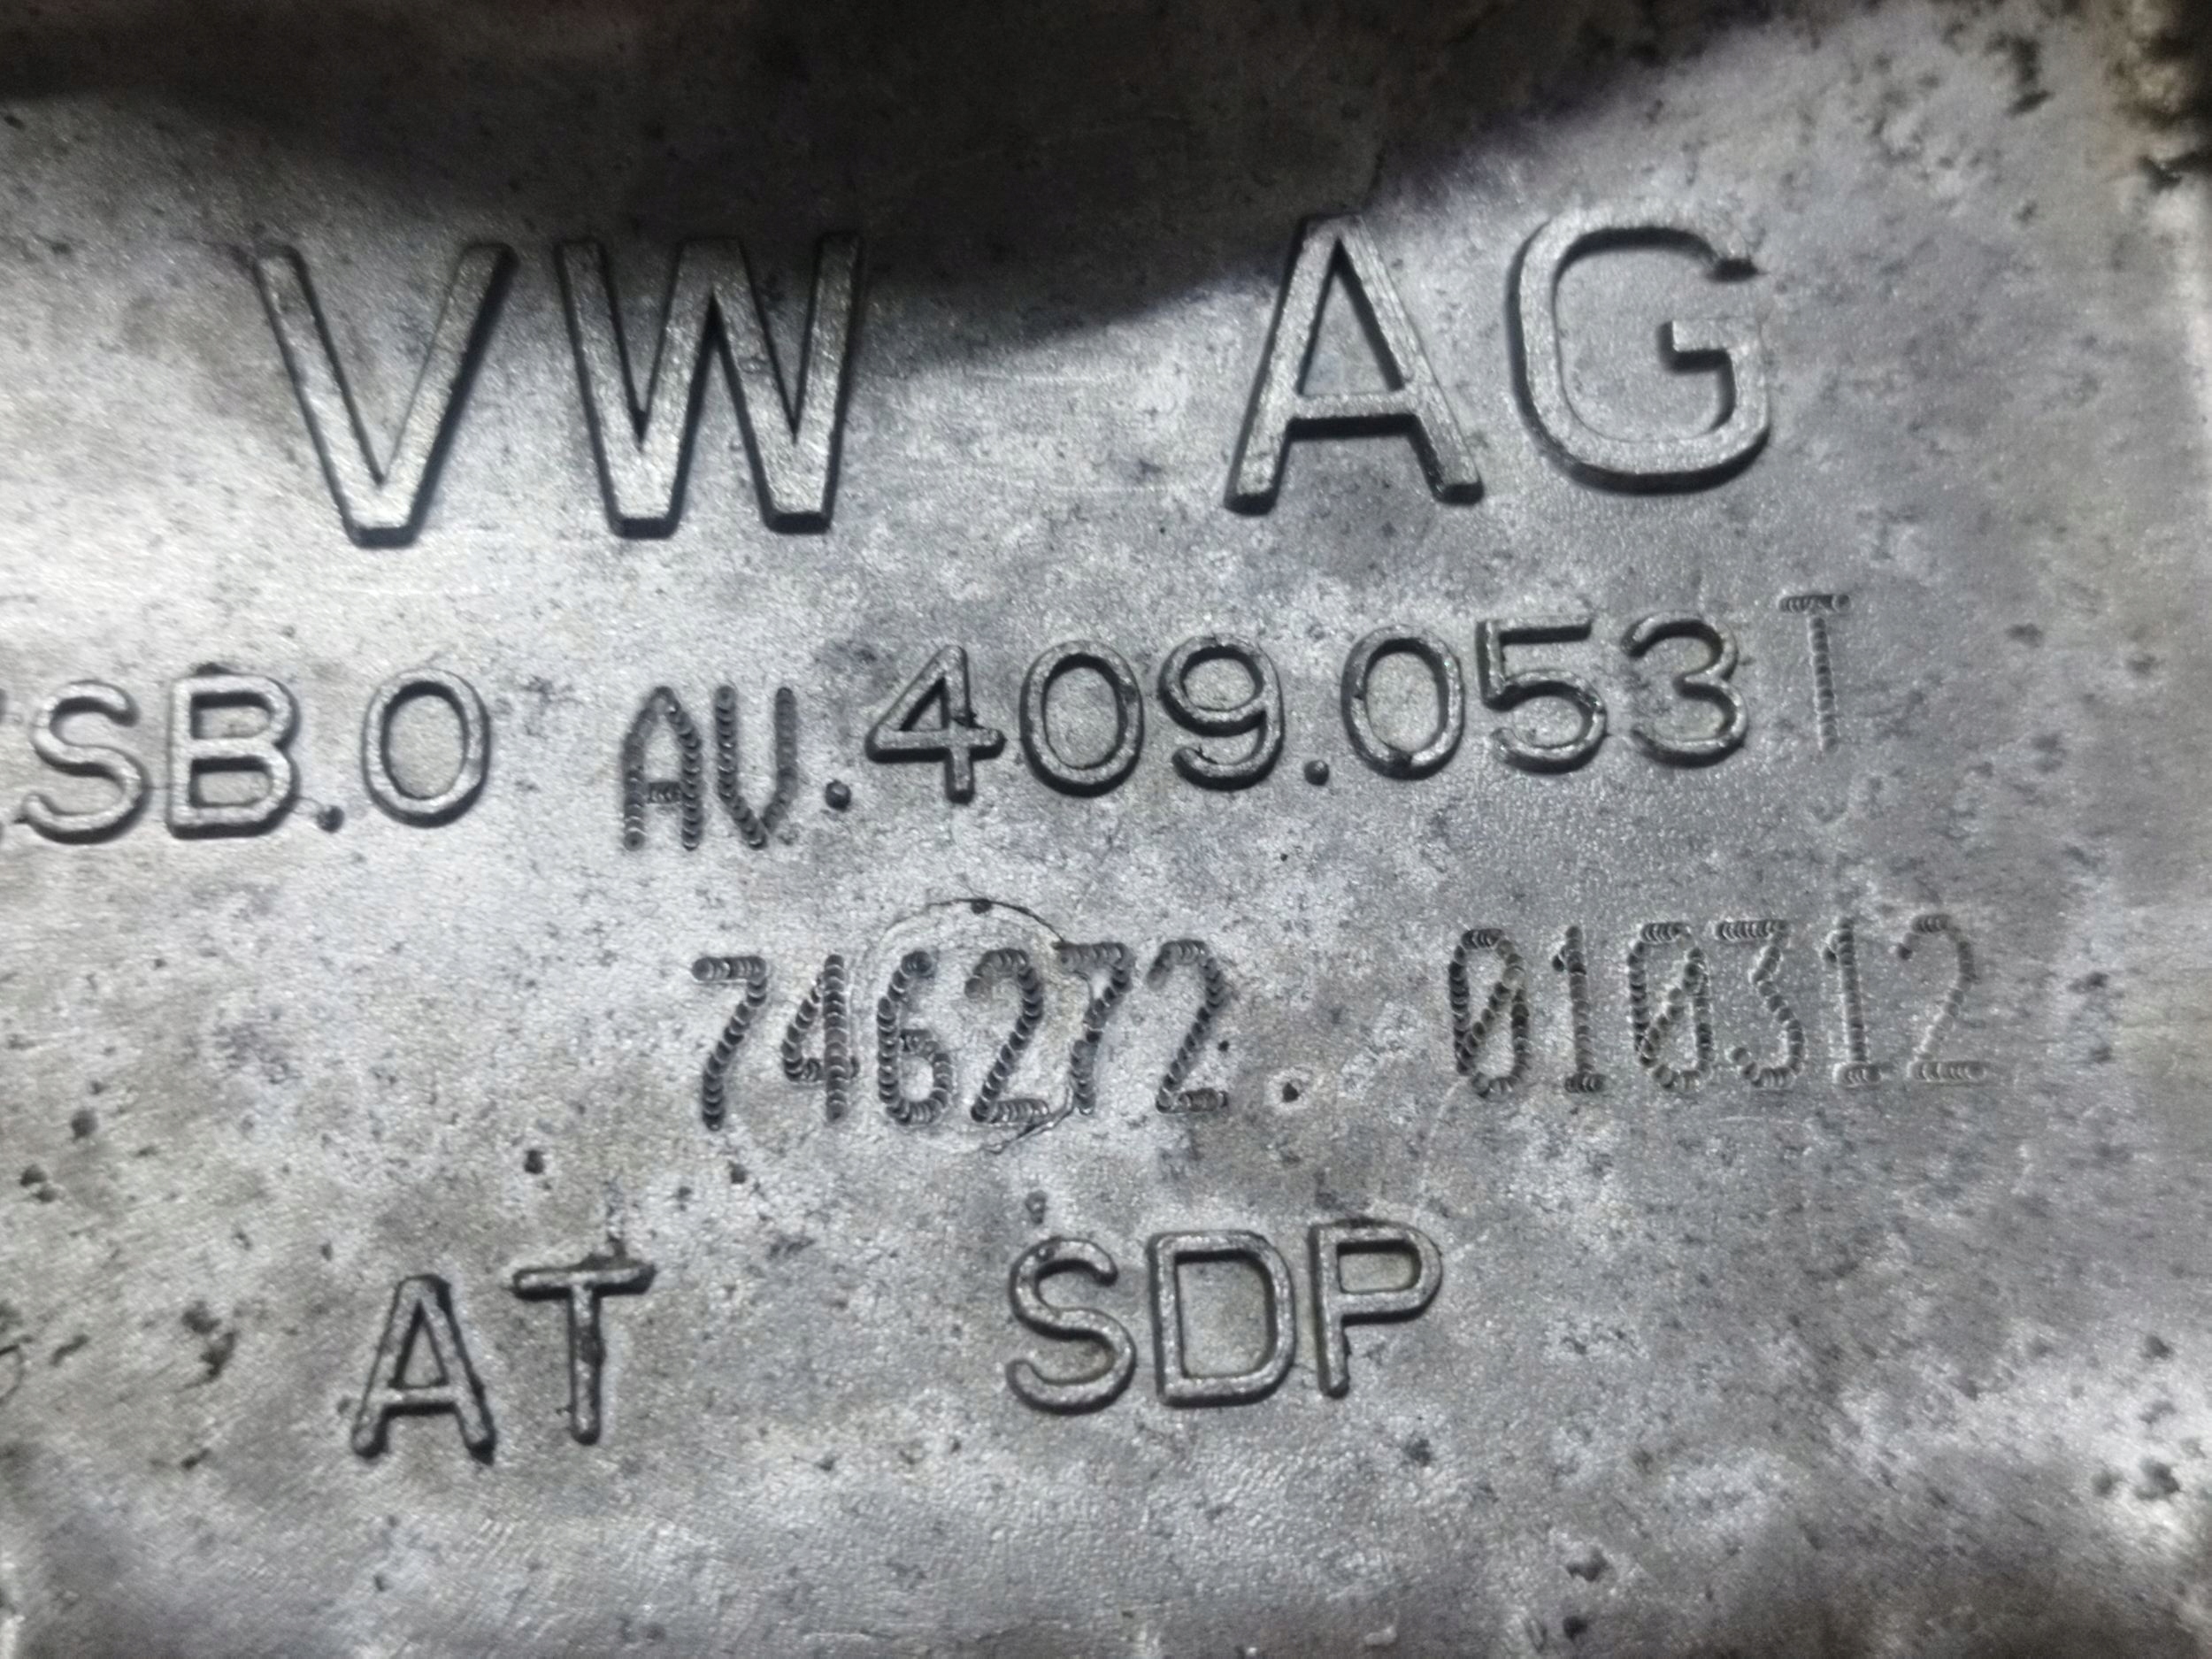 VW AG
SB.0 AV.409.053T
746272. 010312
AT SDP